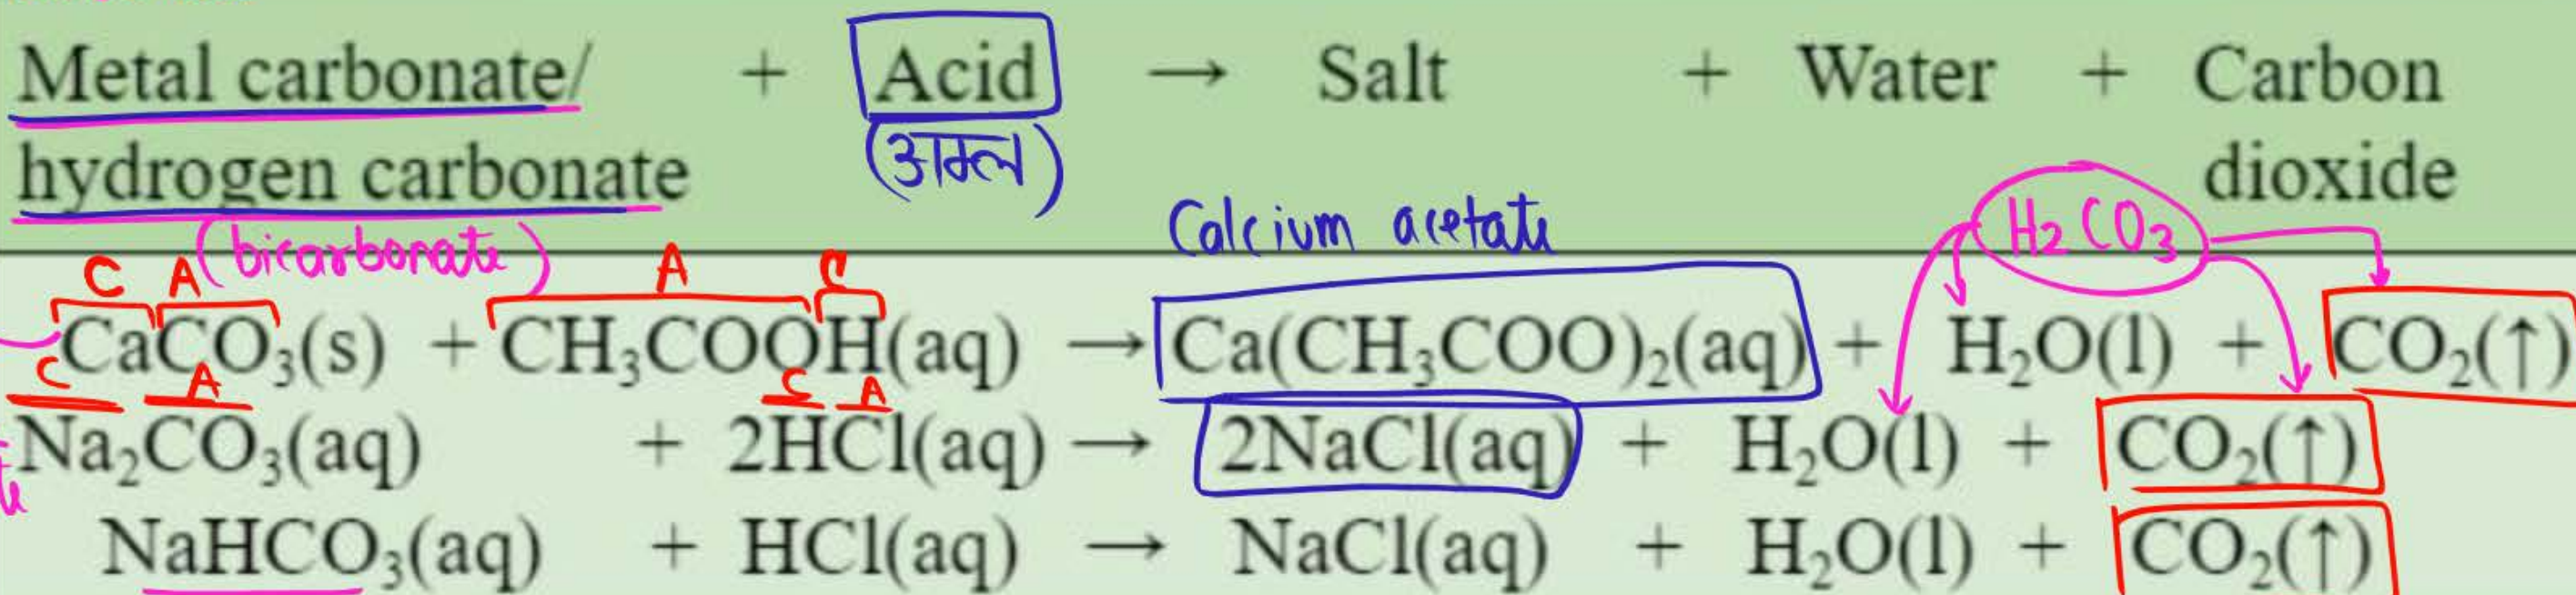 Metal carbonate/ + Acid → Salt + Water + Carbon
hydrogen carbonate (अम्ल) dioxide
(bicarbonate) Calcium acetate H2CO3
C A A C
CaCO₃(s) + CH₃COOH(aq) → Ca(CH₃COO)₂(aq) + H₂O(l) + CO₂(↑)
C A C A
Na₂CO₃(aq) + 2HCl(aq) → 2NaCl(aq) + H₂O(l) + CO₂(↑)
NaHCO₃(aq) + HCl(aq) → NaCl(aq) + H₂O(l) + CO₂(↑)